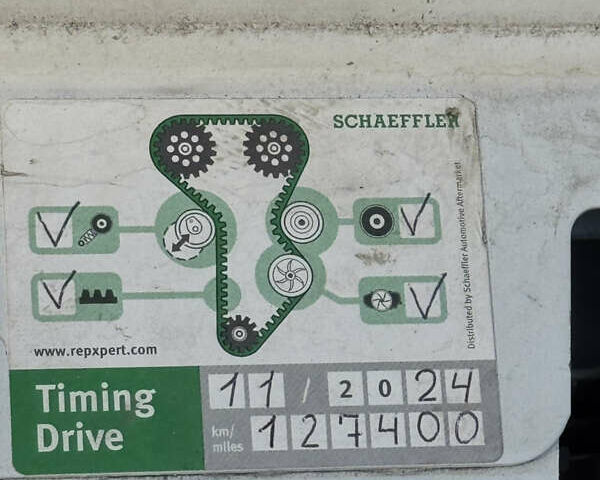 SCHAEFFLER
Distributed by Schaeffler Automotive Aftermarket
www.repxpert.com
Timing
Drive
11 / 2024
km/
miles
127400